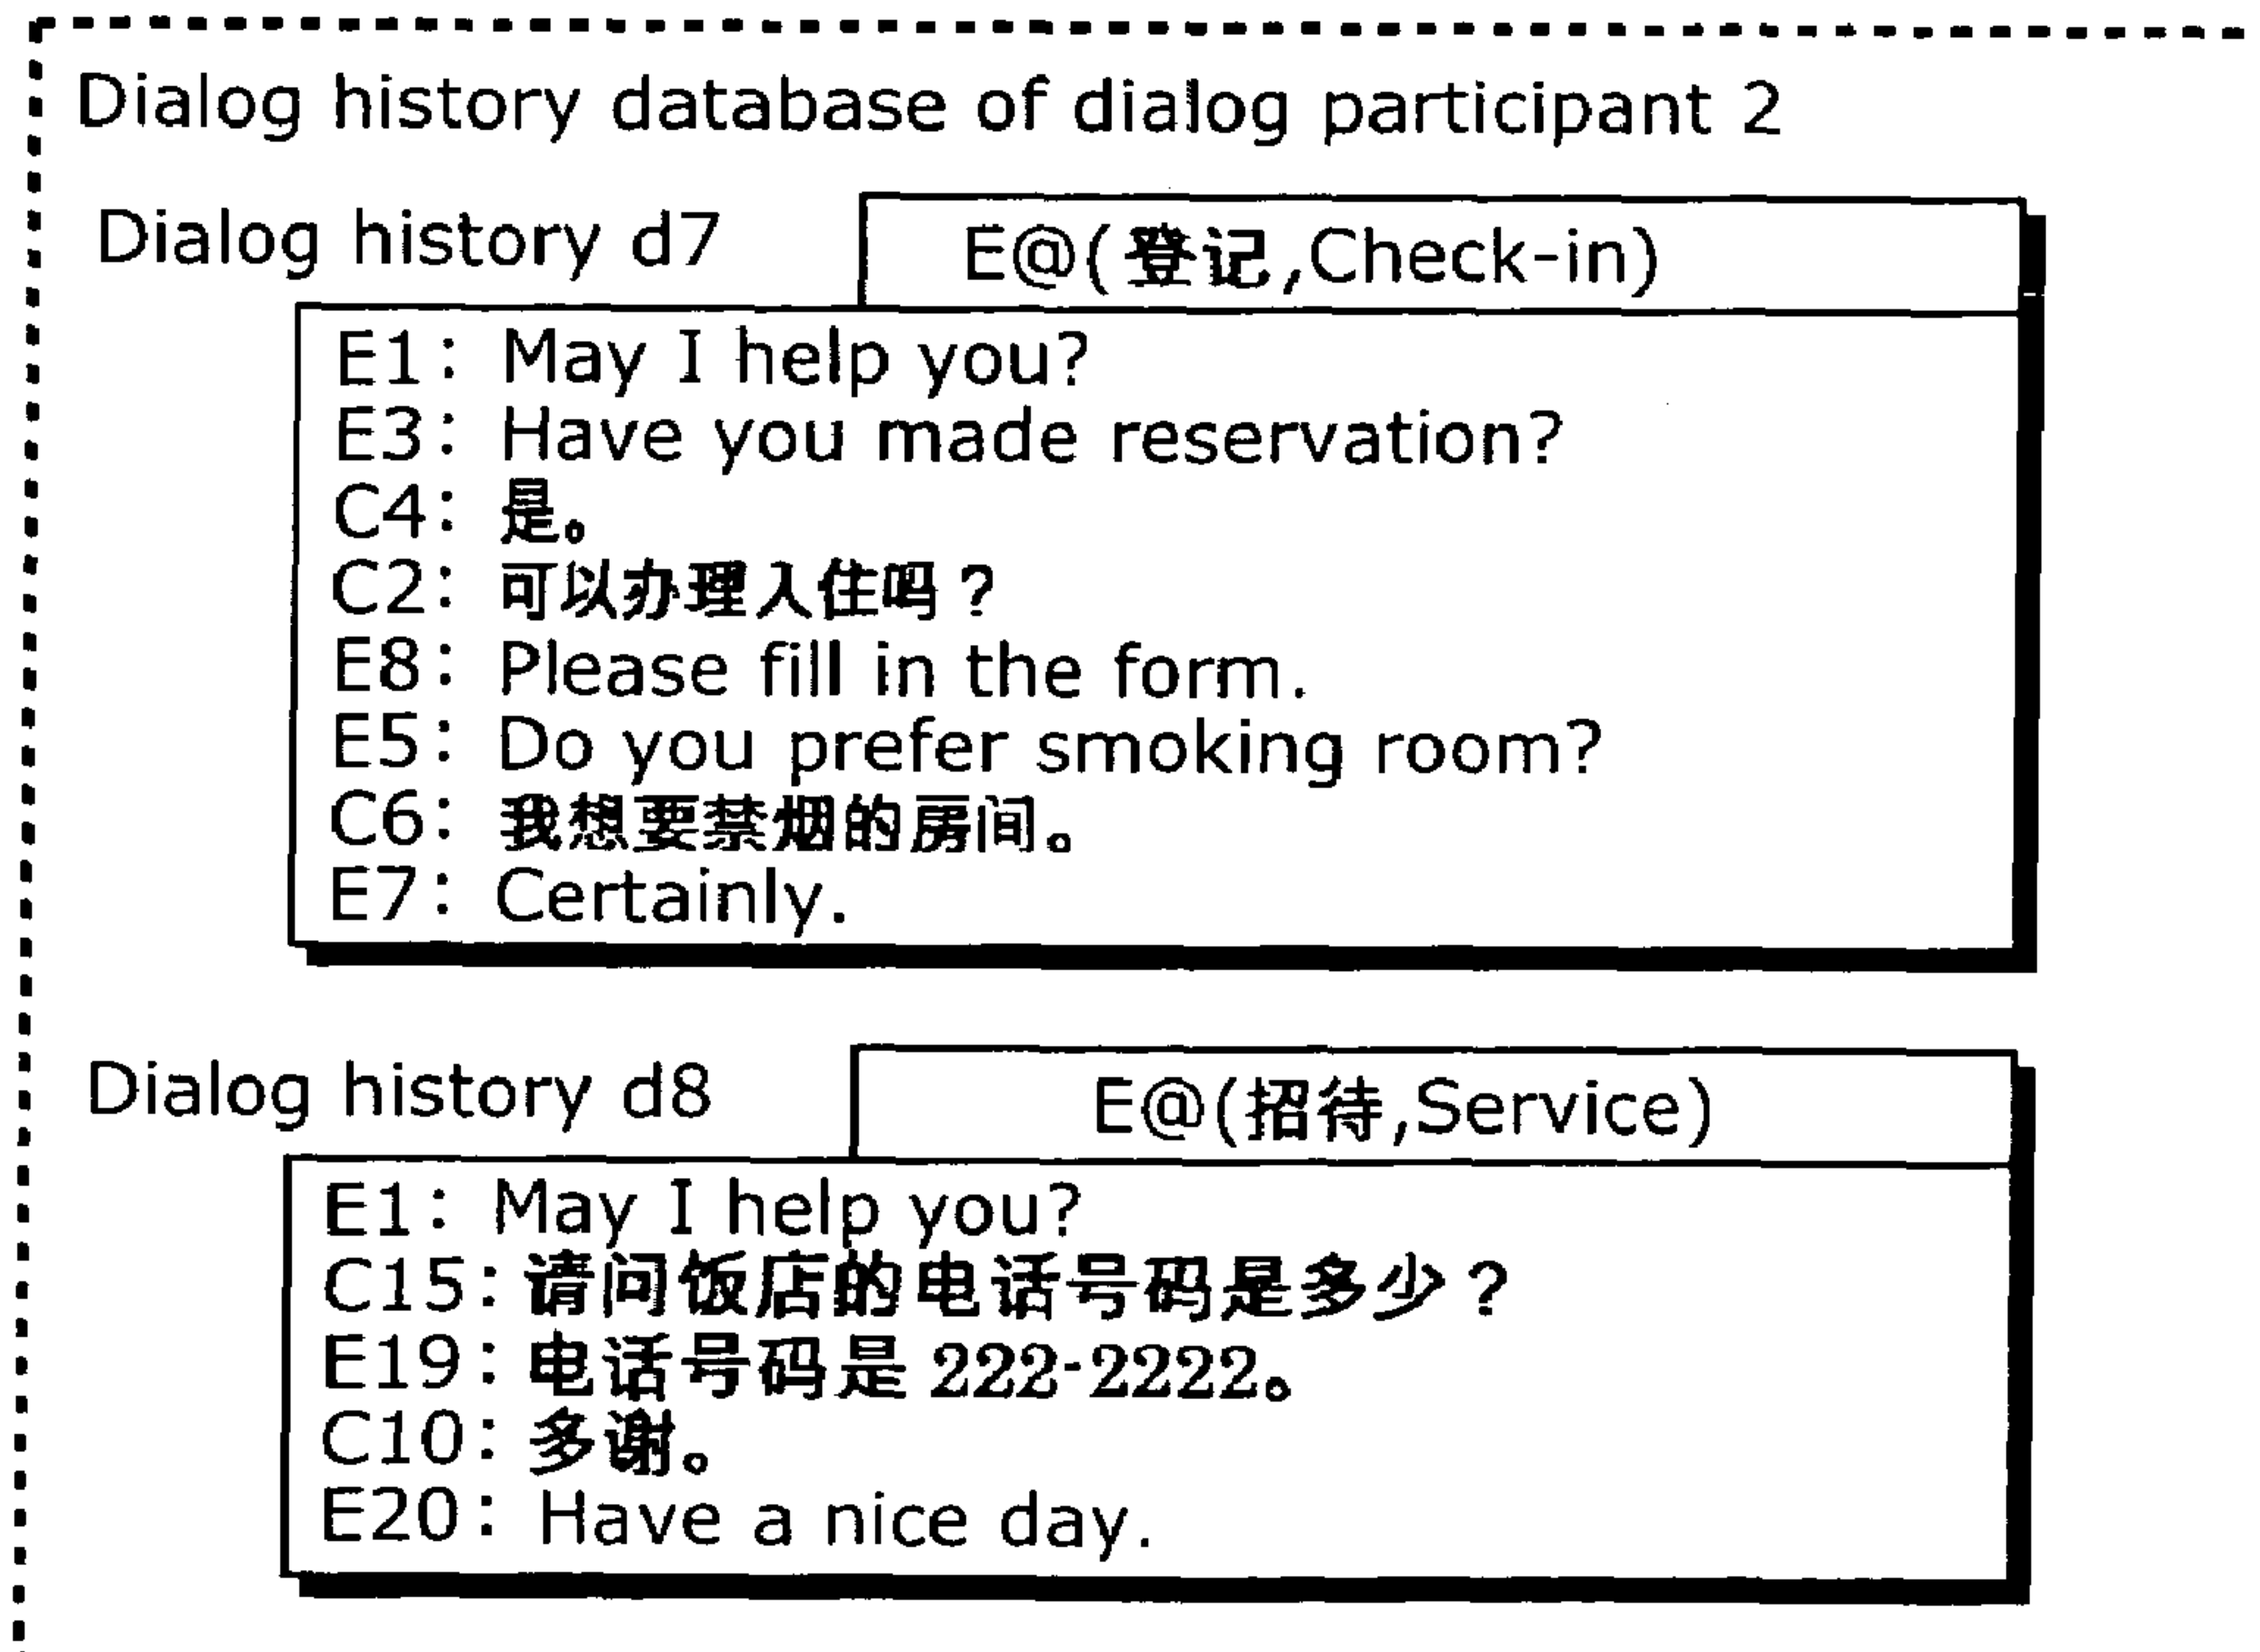 Dialog history database of dialog participant 2
Dialog history d7
E@(登记,Check-in)
E1: May I help you?
E3: Have you made reservation?
C4: 是。
C2: 可以办理入住吗？
E8: Please fill in the form.
E5: Do you prefer smoking room?
C6: 我想要禁烟的房间。
E7: Certainly.
Dialog history d8
E@(招待,Service)
E1: May I help you?
C15: 请问饭店的电话号码是多少？
E19: 电话号码是 222-2222。
C10: 多谢。
E20: Have a nice day.